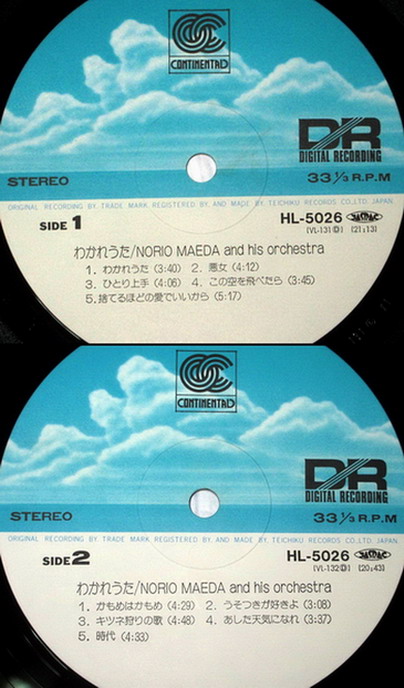 CONTINENTAL
DR
DIGITAL RECORDING
STEREO
33 1/3 R.P.M
ORIGINAL RECORDING BY. TRADE MARK REGISTERED BY. AND MADE BY TEICHIKU RECORDS CO.,LTD. JAPAN.
SIDE 1
HL-5026 JASRAC
(VL-131Ⓓ) (21:13)
わかれうた/NORIO MAEDA and his orchestra
1. わかれうた (3:40) 2. 悪女 (4:12)
3. ひとり上手 (4:06) 4. この空を飛べたら (3:45)
5. 捨てるほどの愛でいいから (5:17)
CONTINENTAL
DR
DIGITAL RECORDING
STEREO
33 1/3 R.P.M
ORIGINAL RECORDING BY. TRADE MARK REGISTERED BY. AND MADE BY TEICHIKU RECORDS CO.,LTD. JAPAN.
SIDE 2
HL-5026 JASRAC
(VL-132Ⓓ) (20:43)
わかれうた/NORIO MAEDA and his orchestra
1. かもめはかもめ (4:29) 2. うそつきが好きよ (3:08)
3. キツネ狩りの歌 (4:48) 4. あした天気になれ (3:37)
5. 時代 (4:33)